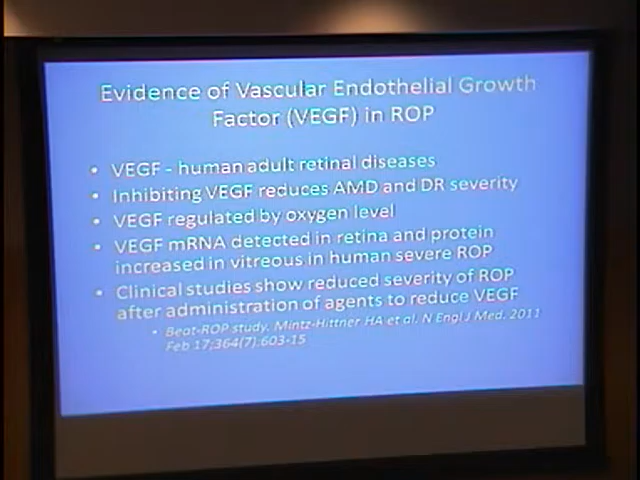 Evidence of Vascular Endothelial Growth
Factor (VEGF) in ROP
• VEGF - human adult retinal diseases
• Inhibiting VEGF reduces AMD and DR severity
• VEGF regulated by oxygen level
• VEGF mRNA detected in retina and protein
increased in vitreous in human severe ROP
• Clinical studies show reduced severity of ROP
after administration of agents to reduce VEGF
• Beat-ROP study. Mintz-Hittner HA et al. N Engl J Med. 2011
Feb 17;364(7):603-15